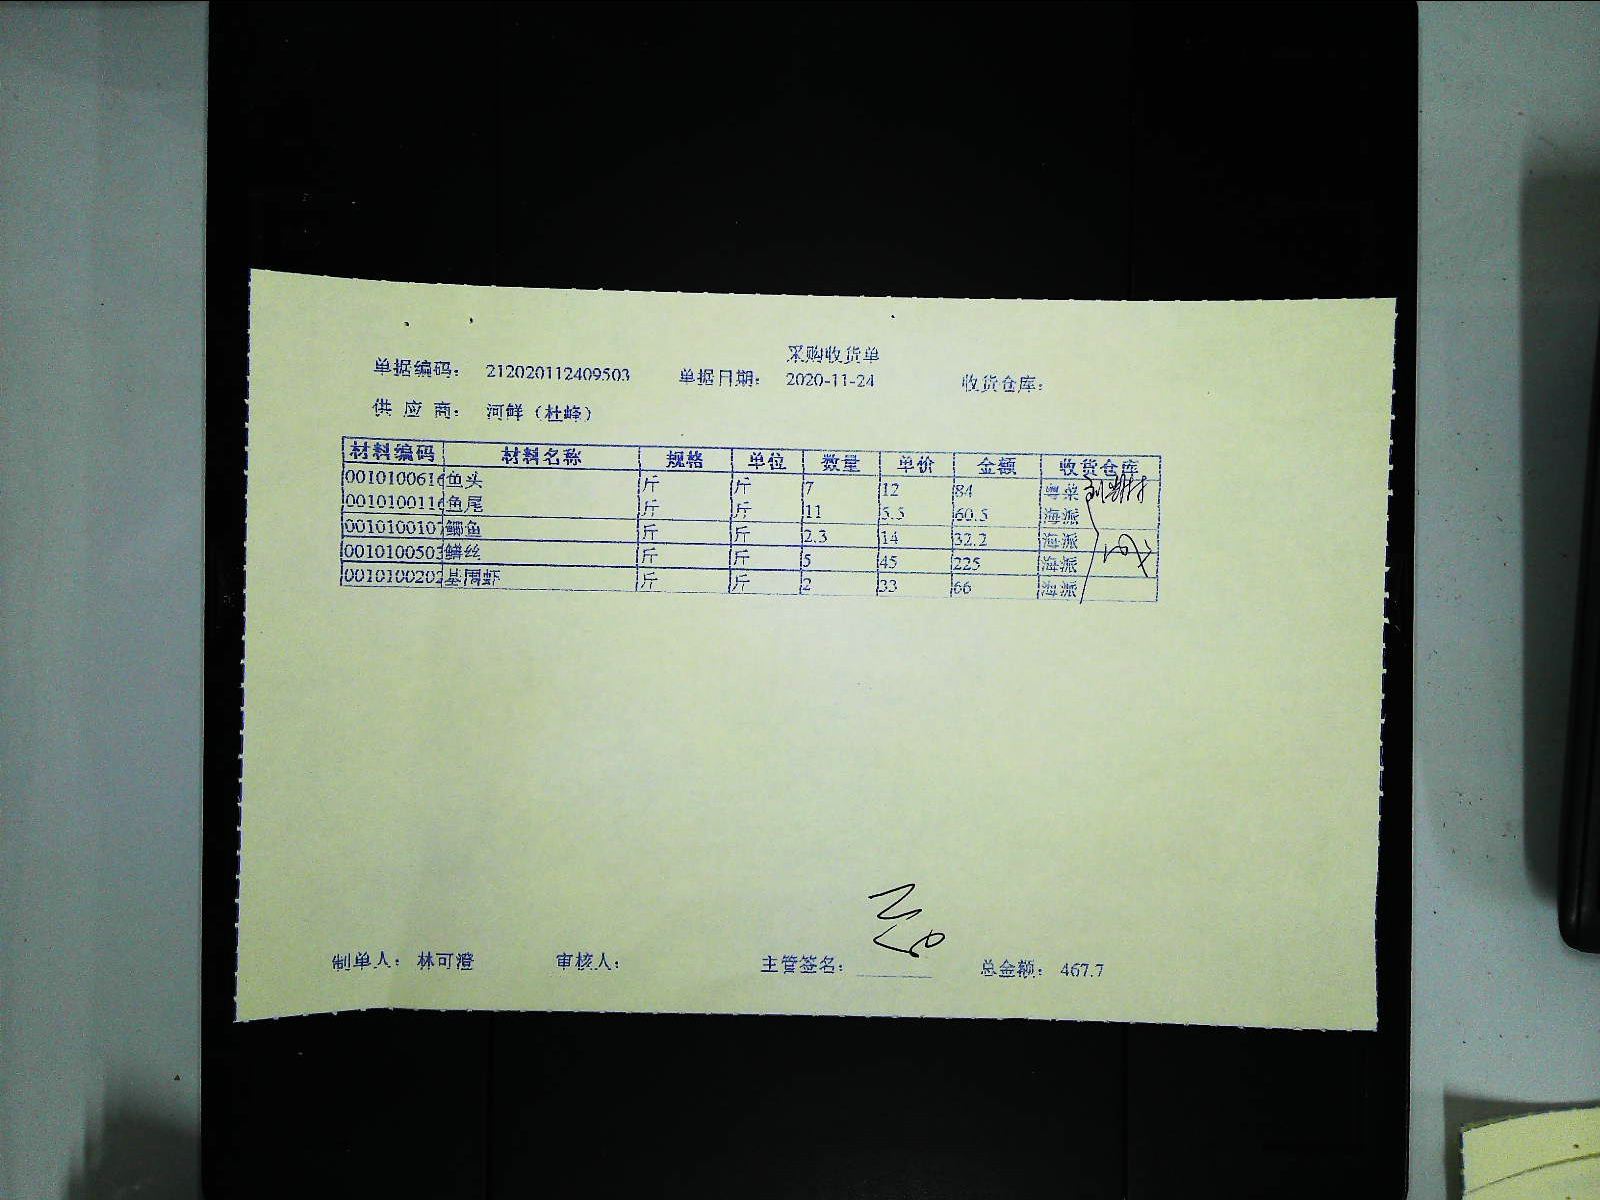 采购收货单
单据编码： 212020112409503 单据日期： 2020-11-24 收货仓库：
供 应 商： 河鲜（杜峰）
材料编码 材料名称 规格 单位 数量 单价 金额 收货仓库
0010100616 鱼头 斤 斤 7 12 84 粤菜
0010100116 鱼尾 斤 斤 11 5.5 60.5 海派
0010100107 鲫鱼 斤 斤 2.3 14 32.2 海派
0010100503 鳝丝 斤 斤 5 45 225 海派
0010100202 基围虾 斤 斤 2 33 66 海派
制单人： 林可澄 审核人： 主管签名： 总金额： 467.7